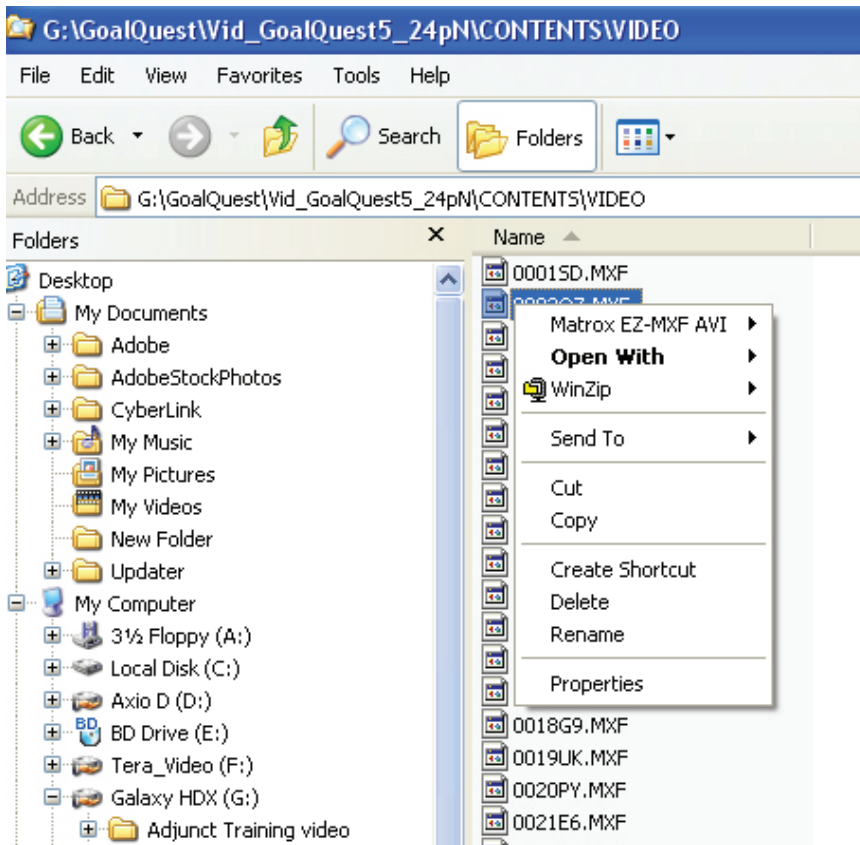 G:\GoalQuest\Vid_GoalQuest5_24pN\CONTENTS\VIDEO
File Edit View Favorites Tools Help
Back Search Folders
Address G:\GoalQuest\Vid_GoalQuest5_24pN\CONTENTS\VIDEO
Folders X
Desktop
My Documents
Adobe
AdobeStockPhotos
CyberLink
My Music
My Pictures
My Videos
New Folder
Updater
My Computer
3½ Floppy (A:)
Local Disk (C:)
Axio D (D:)
BD BD Drive (E:)
Tera_Video (F:)
Galaxy HDX (G:)
Adjunct Training video
Name
0001SD.MXF
Matrox EZ-MXF AVI
Open With
WinZip
Send To
Cut
Copy
Create Shortcut
Delete
Rename
Properties
0018G9.MXF
0019UK.MXF
0020PY.MXF
0021E6.MXF